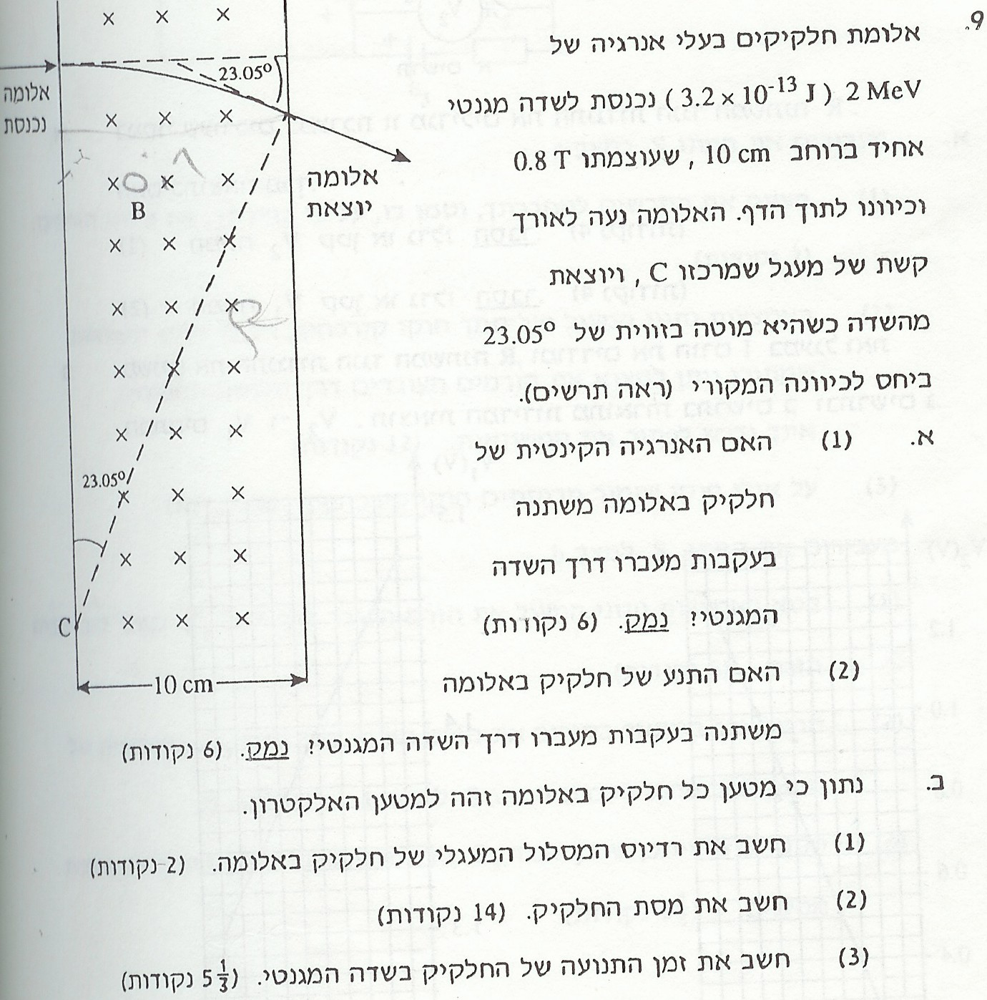 9.
אלומת חלקיקים בעלי אנרגיה של
2 MeV (3.2 × 10⁻¹³ J) נכנסת לשדה מגנטי
אחיד ברוחב 10 cm , שעוצמתו 0.8 T
וכיוונו לתוך הדף. האלומה נעה לאורך
קשת של מעגל שמרכזו C , ויוצאת
מהשדה כשהיא מוטה בזווית של 23.05°
ביחס לכיוונה המקורי (ראה תרשים).
א. (1) האם האנרגיה הקינטית של
חלקיק באלומה משתנה
בעקבות מעברו דרך השדה
המגנטי? נמק. (6 נקודות)
(2) האם התנע של חלקיק באלומה
משתנה בעקבות מעברו דרך השדה המגנטי? נמק. (6 נקודות)
ב. נתון כי מטען כל חלקיק באלומה זהה למטען האלקטרון.
(1) חשב את רדיוס המסלול המעגלי של חלקיק באלומה. (2 נקודות)
(2) חשב את מסת החלקיק. (14 נקודות)
(3) חשב את זמן התנועה של החלקיק בשדה המגנטי. (5 1/3 נקודות)
23.05°
אלומה
נכנסת
אלומה
יוצאת
B
23.05°
C
10 cm